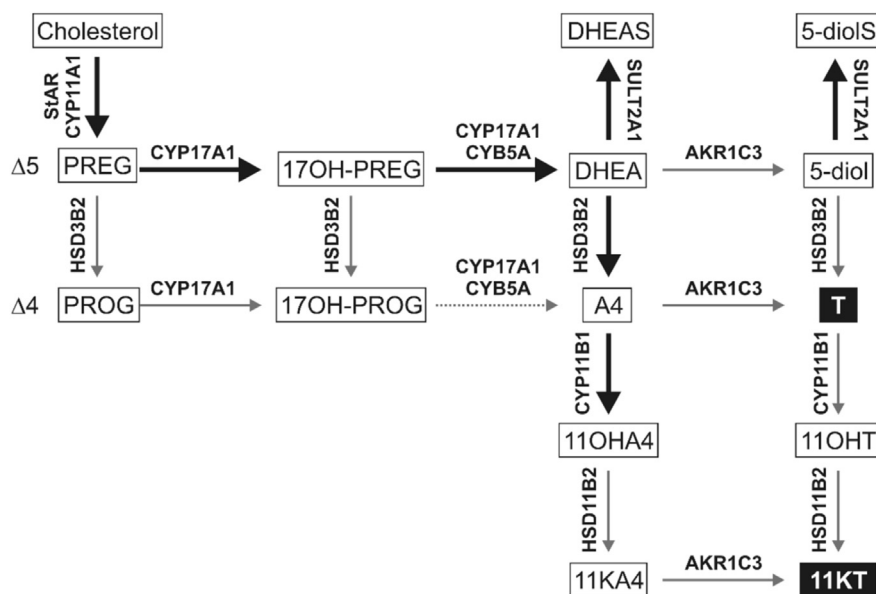 Cholesterol
DHEAS
5-diolS
StAR
CYP11A1
SULT2A1
SULT2A1
Δ5
PREG
CYP17A1
17OH-PREG
CYP17A1
CYB5A
DHEA
AKR1C3
5-diol
HSD3B2
HSD3B2
HSD3B2
HSD3B2
Δ4
PROG
CYP17A1
17OH-PROG
CYP17A1
CYB5A
A4
AKR1C3
T
CYP11B1
CYP11B1
11OHA4
11OHT
HSD11B2
HSD11B2
11KA4
AKR1C3
11KT